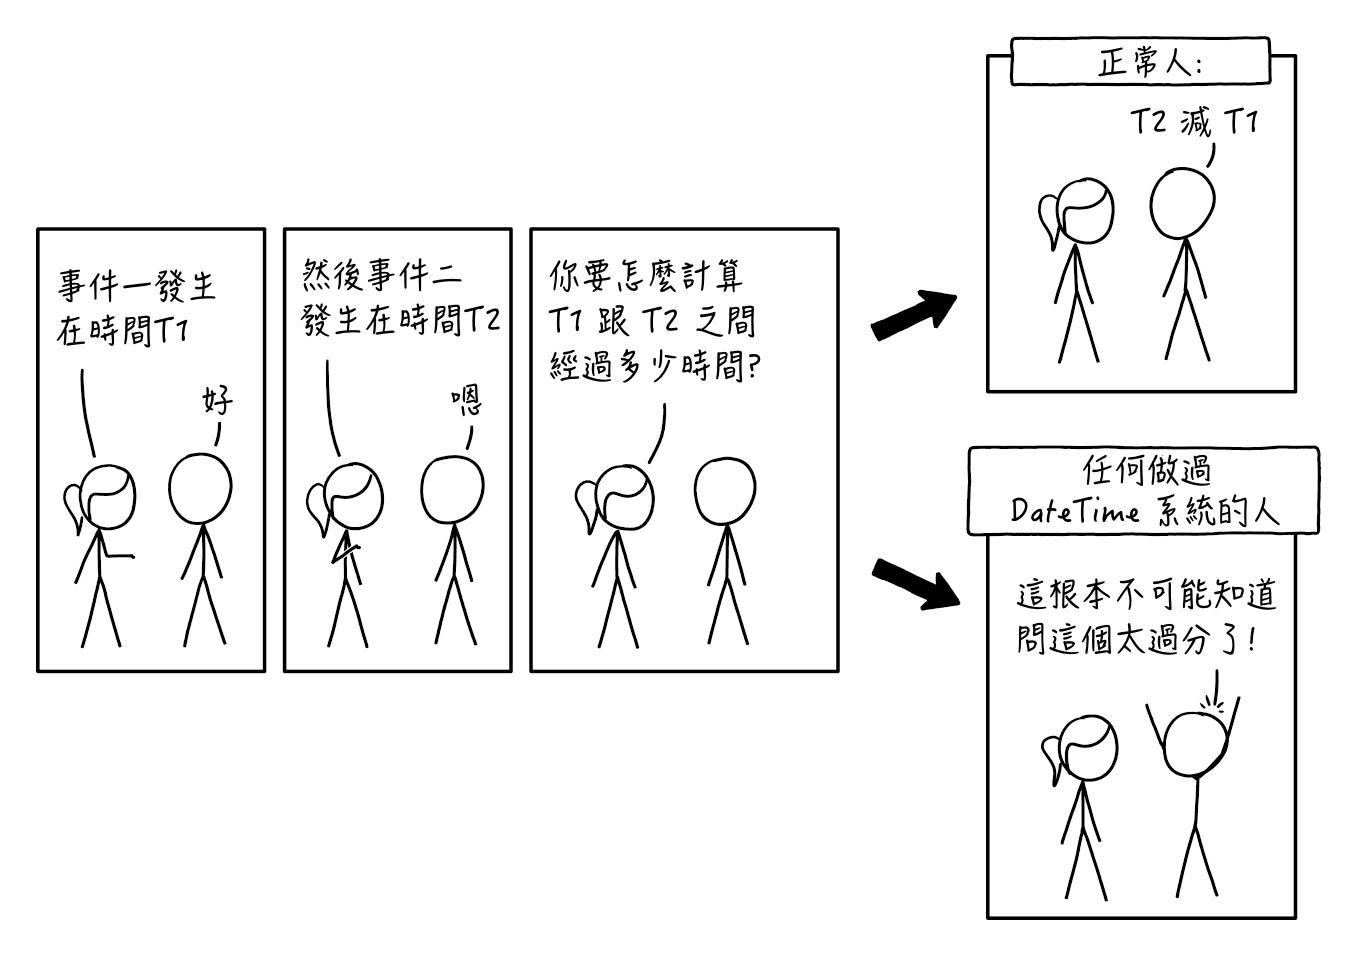 事件一發生
在時間T1
好
然後事件二
發生在時間T2
嗯
你要怎麼計算
T1 跟 T2 之間
經過多少時間?
正常人:
T2 減 T1
任何做過
DateTime 系統的人
這根本不可能知道
問這個太過分了!